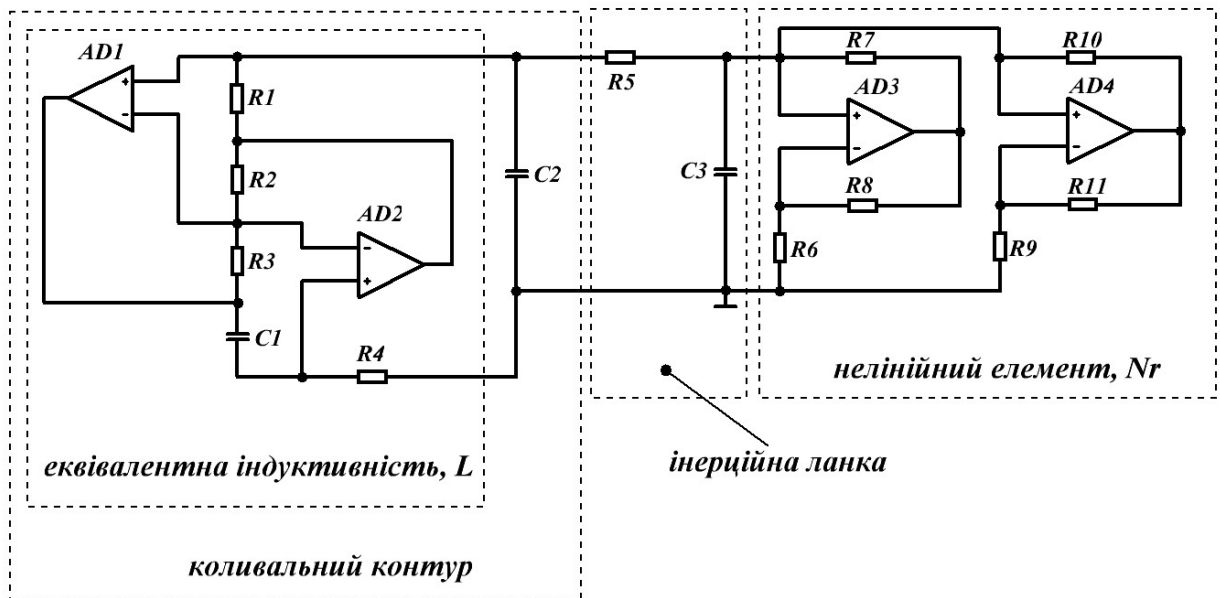 AD1
+
-
R1
R2
R3
C1
AD2
-
+
R4
C2
R5
C3
R7
AD3
+
-
R8
R6
R10
AD4
+
-
R11
R9
нелінійний елемент, Nr
інерційна ланка
еквівалентна індуктивність, L
коливальний контур